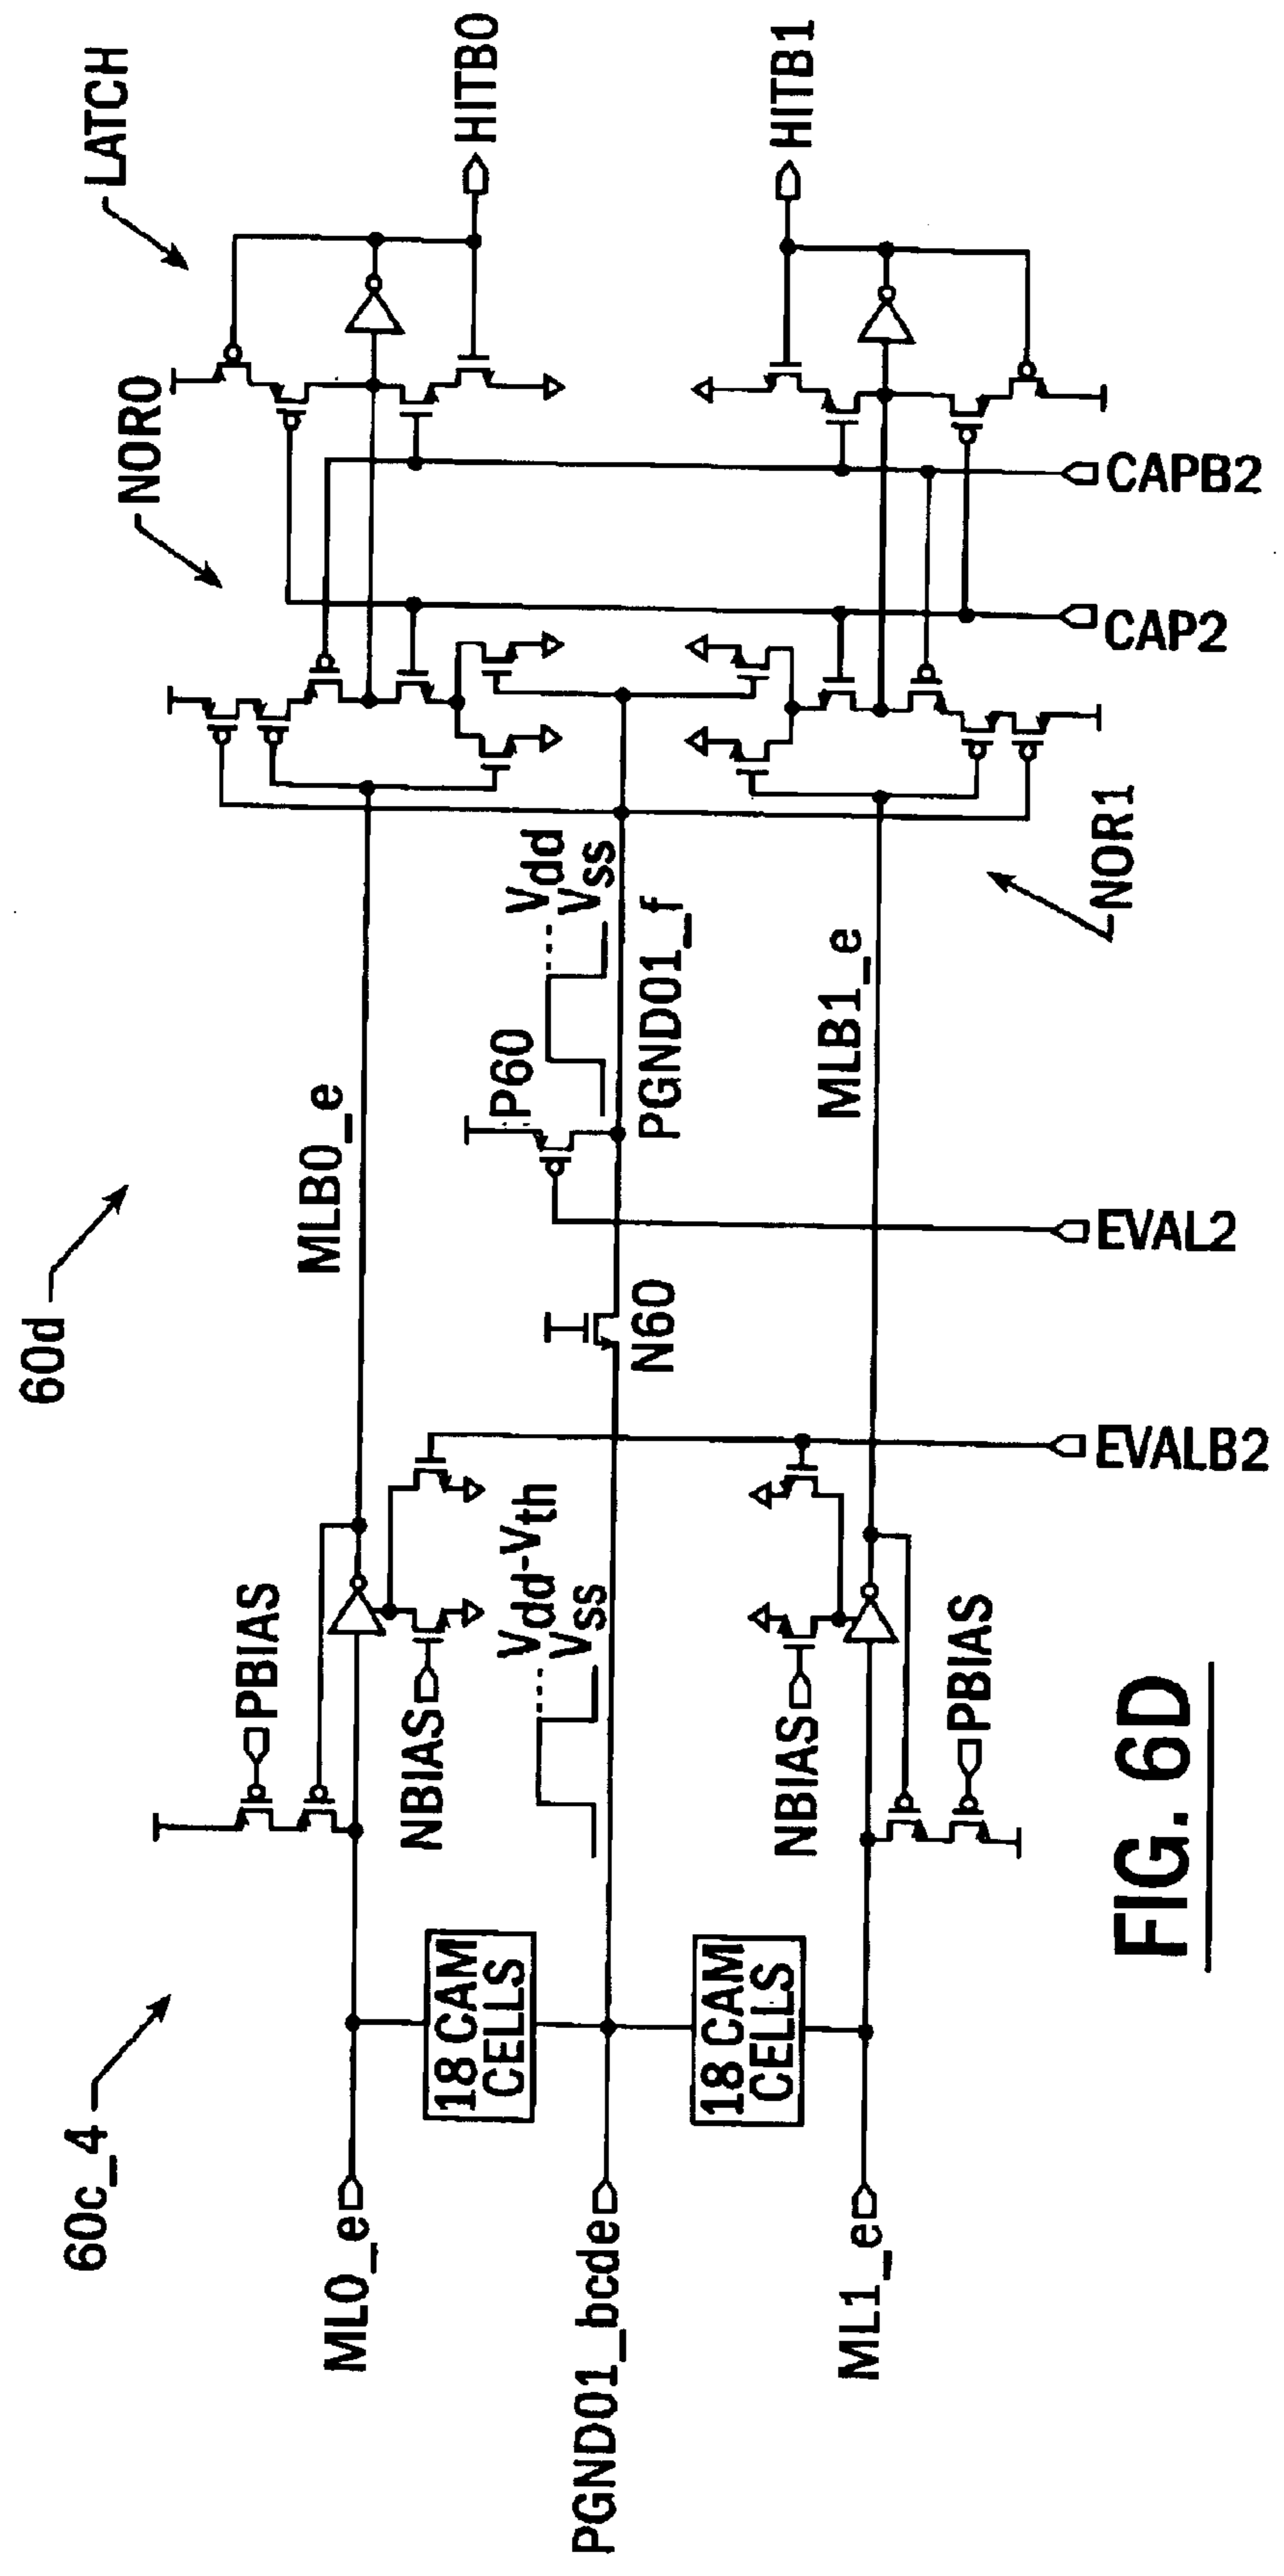 60c_4
60d
NOR0
LATCH
ML0_e
PBIAS
NBIAS
MLB0_e
HITB0
18 CAM
CELLS
Vdd-Vth
Vss
P60
Vdd
Vss
PGND01_bcde
N60
PGND01_f
18 CAM
CELLS
NBIAS
PBIAS
ML1_e
MLB1_e
HITB1
NOR1
EVALB2
EVAL2
CAP2
CAPB2
FIG. 6D